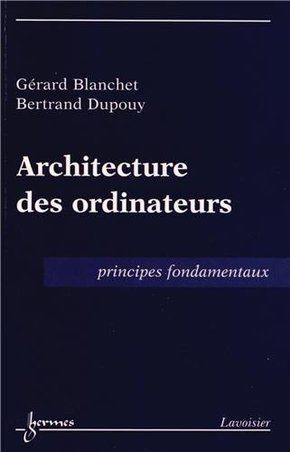 Gérard Blanchet
Bertrand Dupouy
Architecture
des ordinateurs
principes fondamentaux
hermes
Lavoisier